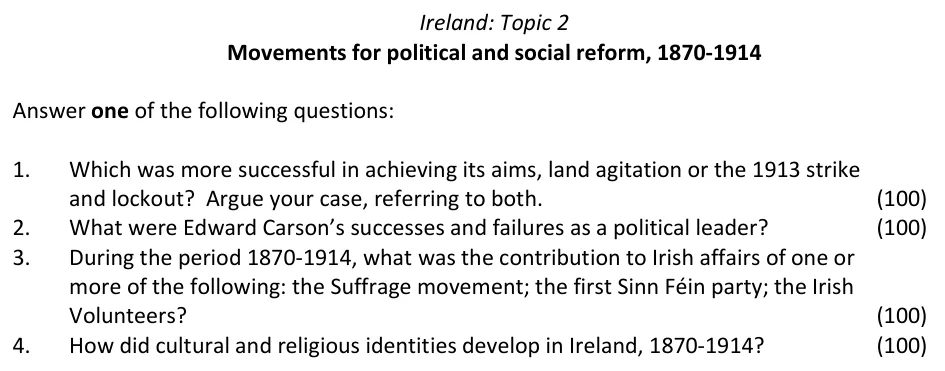 Ireland: Topic 2
Movements for political and social reform, 1870-1914
Answer one of the following questions:
1. Which was more successful in achieving its aims, land agitation or the 1913 strike
and lockout? Argue your case, referring to both. (100)
2. What were Edward Carson’s successes and failures as a political leader? (100)
3. During the period 1870-1914, what was the contribution to Irish affairs of one or
more of the following: the Suffrage movement; the first Sinn Féin party; the Irish
Volunteers? (100)
4. How did cultural and religious identities develop in Ireland, 1870-1914? (100)